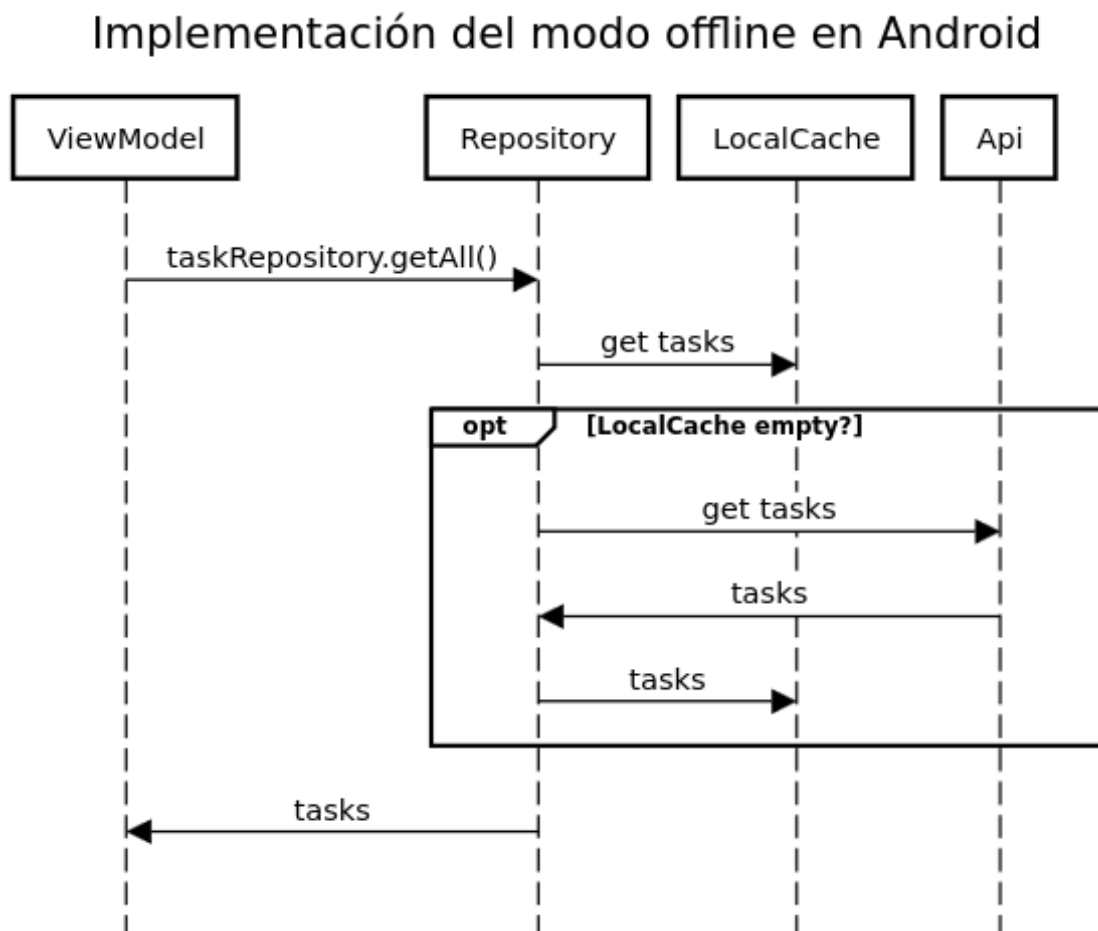 Implementación del modo offline en Android
ViewModel
Repository
LocalCache
Api
taskRepository.getAll()
get tasks
opt
[LocalCache empty?]
get tasks
tasks
tasks
tasks